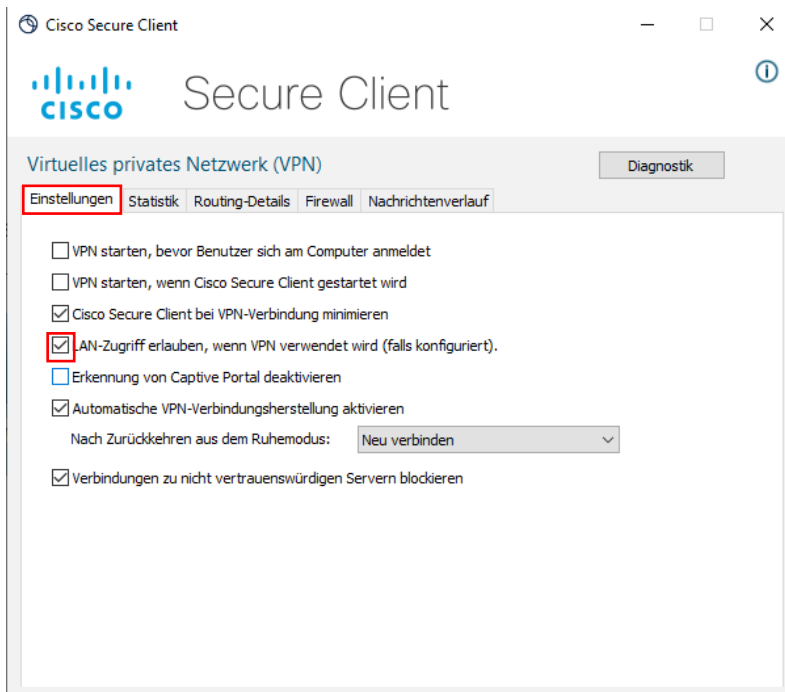 Cisco Secure Client
CISCO
Secure Client
Virtuelles privates Netzwerk (VPN)
Diagnostik
Einstellungen Statistik Routing-Details Firewall Nachrichtenverlauf
VPN starten, bevor Benutzer sich am Computer anmeldet
VPN starten, wenn Cisco Secure Client gestartet wird
Cisco Secure Client bei VPN-Verbindung minimieren
LAN-Zugriff erlauben, wenn VPN verwendet wird (falls konfiguriert).
Erkennung von Captive Portal deaktivieren
Automatische VPN-Verbindungsherstellung aktivieren
Nach Zurückkehren aus dem Ruhemodus: Neu verbinden
Verbindungen zu nicht vertrauenswürdigen Servern blockieren